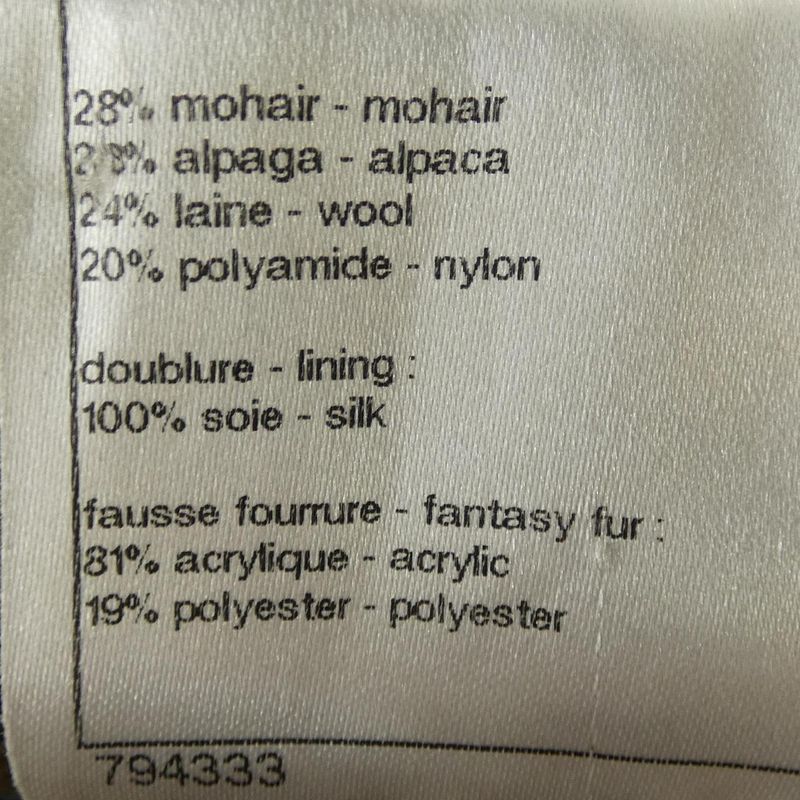 28% mohair - mohair
28% alpaga - alpaca
24% laine - wool
20% polyamide - nylon
doublure - lining :
100% soie - silk
fausse fourrure - fantasy fur :
81% acrylique - acrylic
19% polyester - polyester
794333